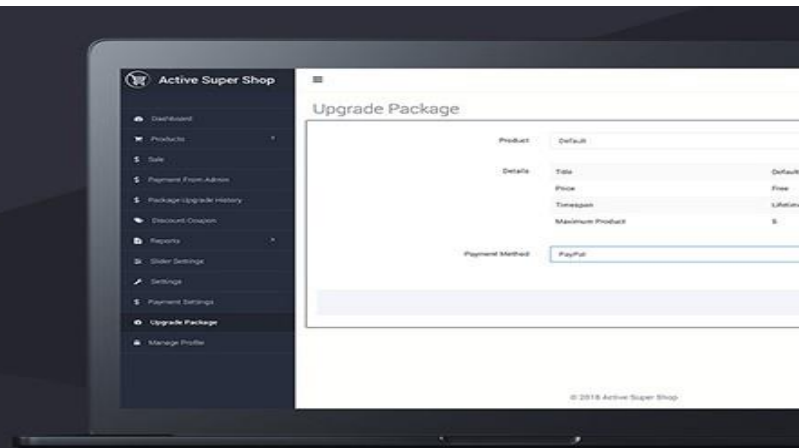 Active Super Shop
Upgrade Package
Dashboard
Products
$ Sale
$ Payment From Admin
$ Package Upgrade History
Discount Coupon
Reports
Slider Settings
Settings
$ Payment Settings
Upgrade Package
Manage Profile
Product Default
Details Title Default
Price Free
Timespan Lifetime
Maximum Product 5
Payment Method PayPal
© 2018 Active Super Shop